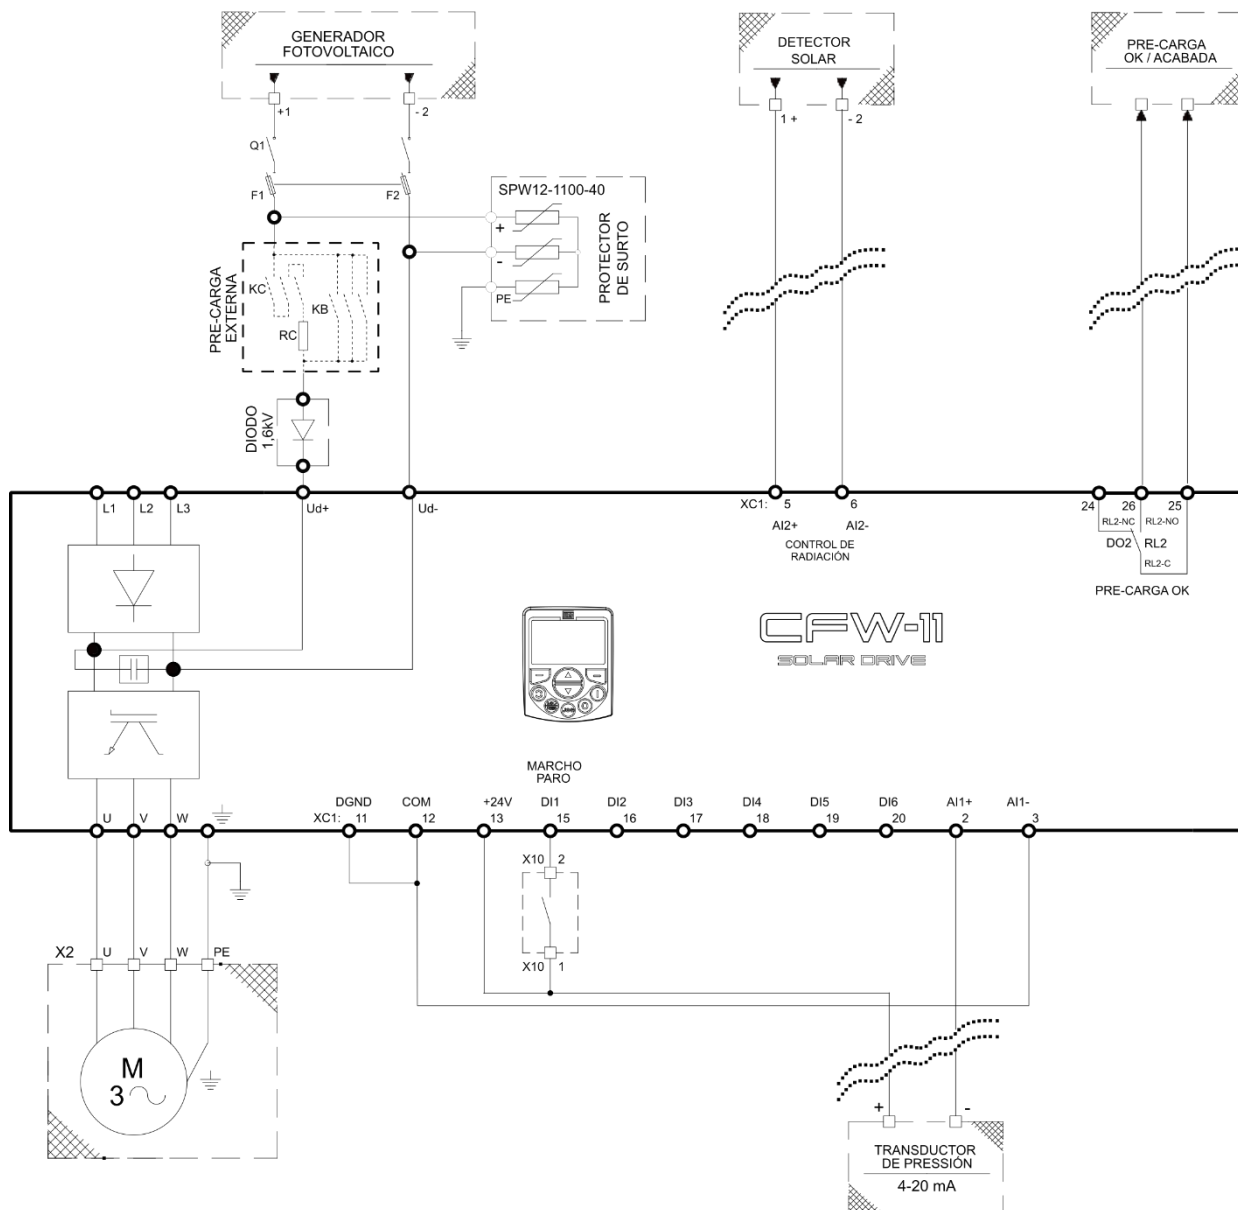 GENERADOR
FOTOVOLTAICO
+1
- 2
DETECTOR
SOLAR
1 +
- 2
PRE-CARGA
OK / ACABADA
Q1
F1
F2
SPW12-1100-40
+
-
PE
PROTECTOR
DE SURTO
PRE-CARGA
EXTERNA
KC
KB
RC
DIODO
1,6kV
L1
L2
L3
Ud+
Ud-
XC1:
5
6
AI2+
AI2-
CONTROL DE
RADIACIÓN
24
26
25
RL2-NC
RL2-NO
DO2
RL2
RL2-C
PRE-CARGA OK
CFW-11
SOLAR DRIVE
MARCHO
PARO
U
V
W
DGND
COM
+24V
DI1
DI2
DI3
DI4
DI5
DI6
AI1+
AI1-
XC1:
11
12
13
15
16
17
18
19
20
2
3
X10
2
X10
1
X2
U
V
W
PE
M
3
+
-
TRANSDUCTOR
DE PRESSIÓN
4-20 mA